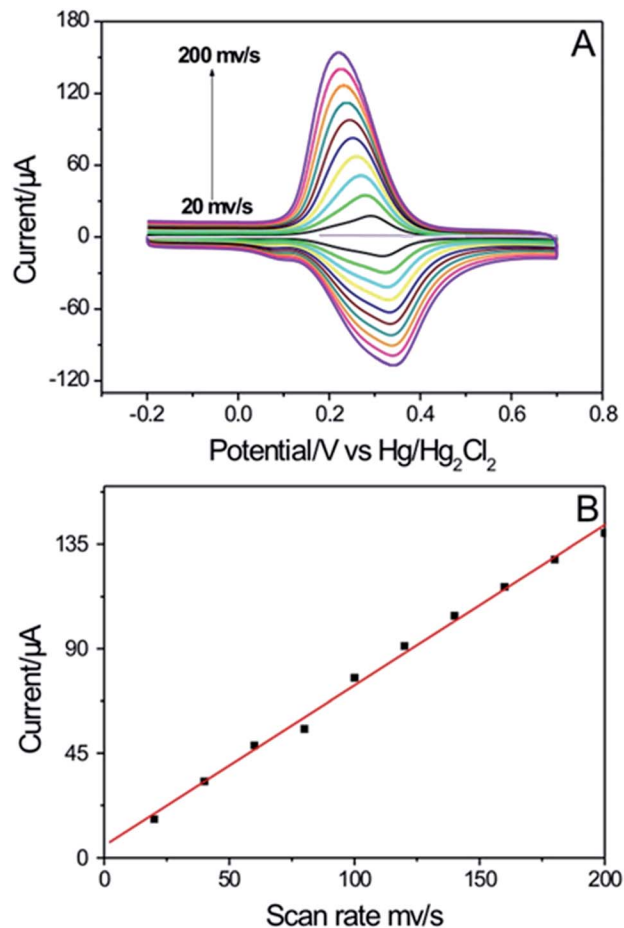 A
200 mv/s
20 mv/s
180
120
60
0
-60
-120
Current/µA
-0.2
0.0
0.2
0.4
0.6
0.8
Potential/V vs Hg/Hg₂Cl₂
B
135
90
45
0
Current/µA
0
50
100
150
200
Scan rate mv/s